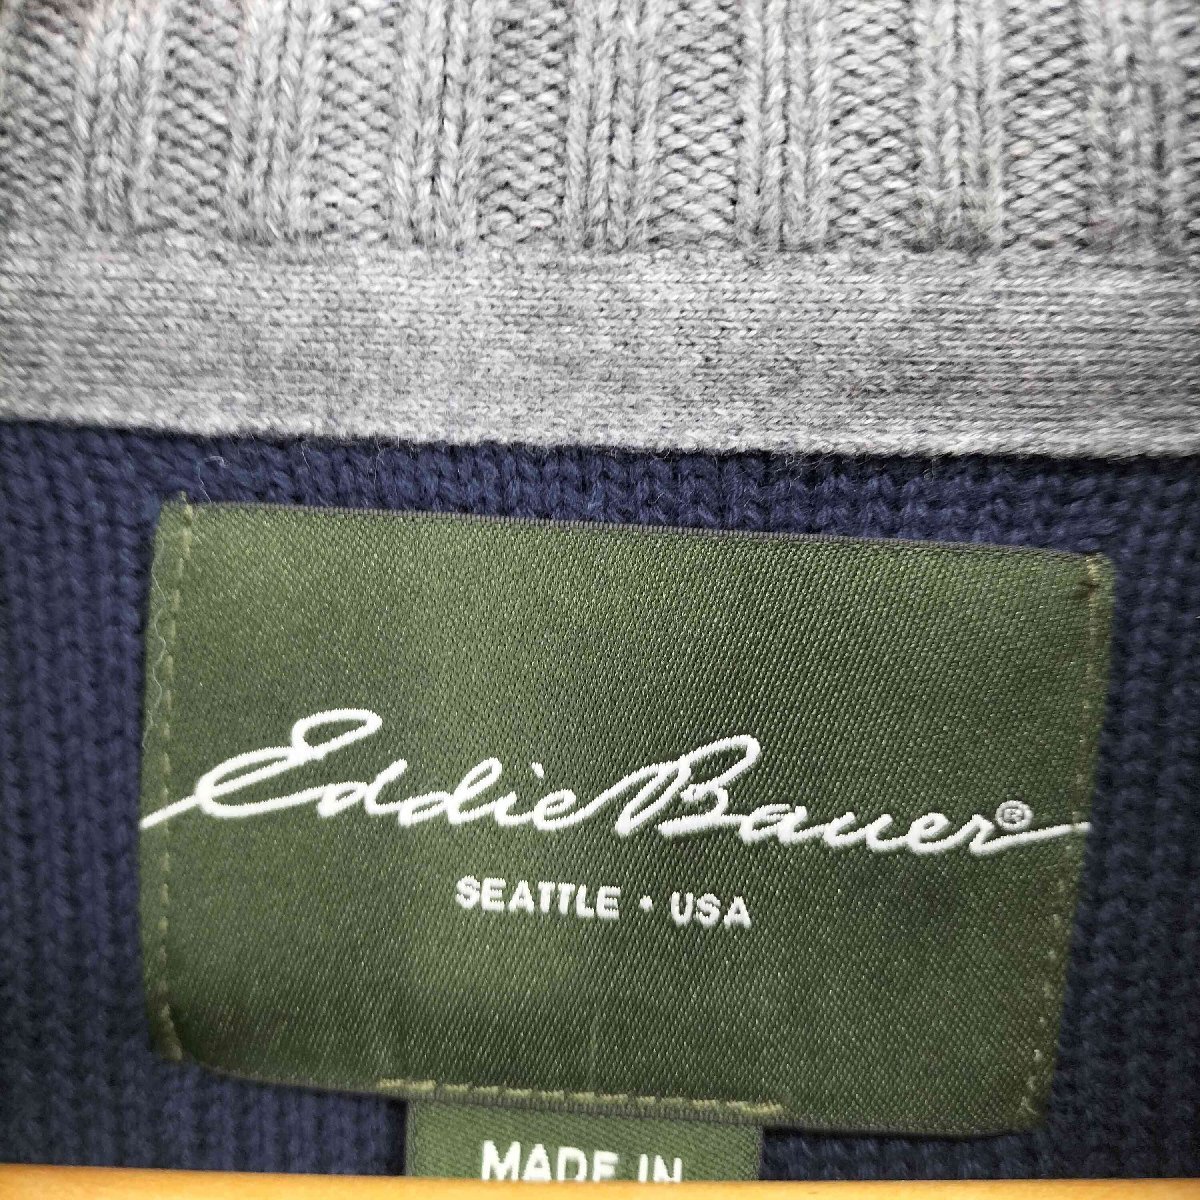 Eddie Bauer®
SEATTLE • USA
MADE IN